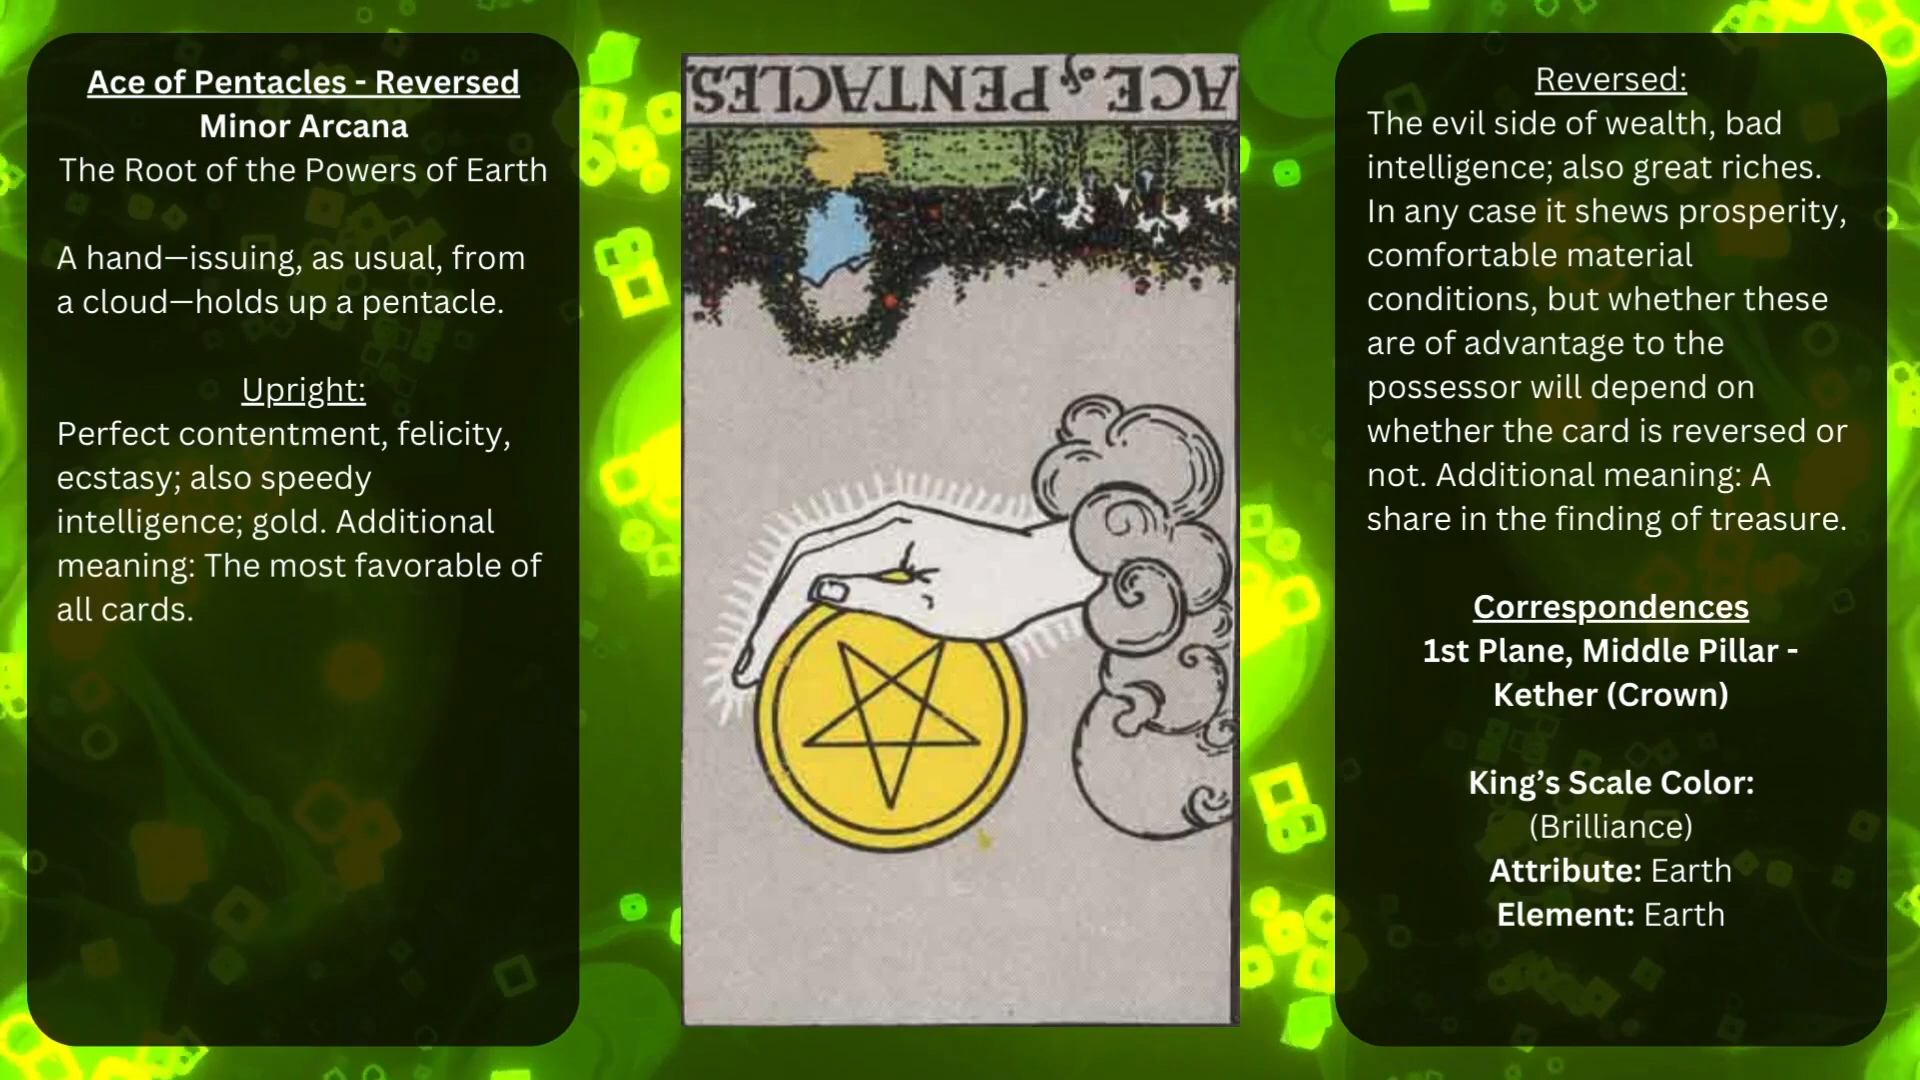 Ace of Pentacles - Reversed
Minor Arcana
The Root of the Powers of Earth
A hand—issuing, as usual, from
a cloud—holds up a pentacle.
Upright:
Perfect contentment, felicity,
ecstasy; also speedy
intelligence; gold. Additional
meaning: The most favorable of
all cards.
ACE of PENTACLES.
Reversed:
The evil side of wealth, bad
intelligence; also great riches.
In any case it shews prosperity,
comfortable material
conditions, but whether these
are of advantage to the
possessor will depend on
whether the card is reversed or
not. Additional meaning: A
share in the finding of treasure.
Correspondences
1st Plane, Middle Pillar -
Kether (Crown)
King’s Scale Color:
(Brilliance)
Attribute: Earth
Element: Earth